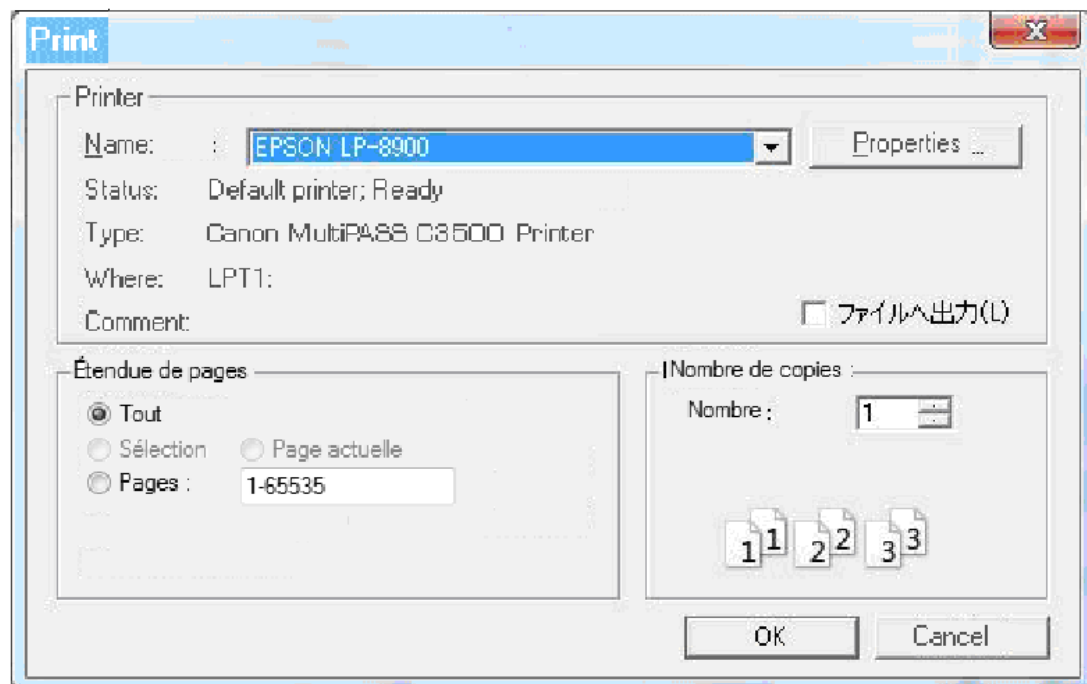 Print
Printer
Name: : EPSON LP-8900 Properties ...
Status: Default printer; Ready
Type: Canon MultiPASS C3500 Printer
Where: LPT1:
Comment: ファイルへ出力(L)
Étendue de pages
Tout
Sélection Page actuelle
Pages : 1-65535
Nombre de copies :
Nombre : 1
1 1 2 2 3 3
OK Cancel